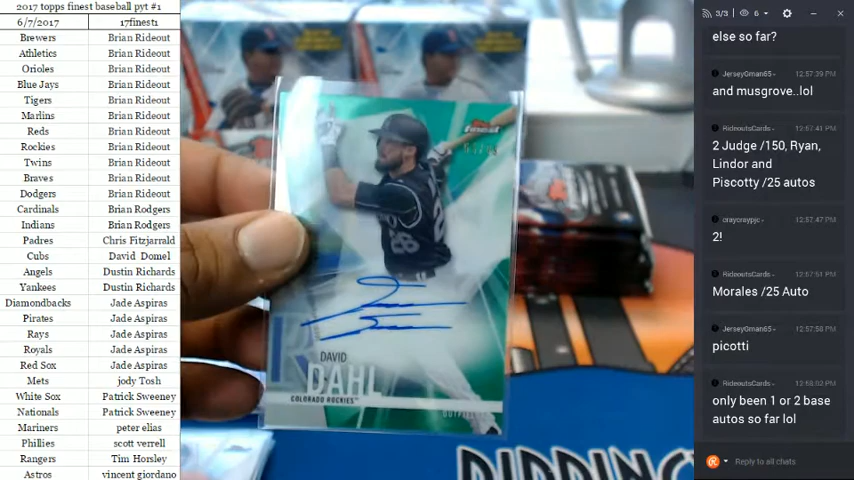 2017 topps finest baseball pyt #1
6/7/2017 17finest1
Brewers Brian Rideout
Athletics Brian Rideout
Orioles Brian Rideout
Blue Jays Brian Rideout
Tigers Brian Rideout
Marlins Brian Rideout
Reds Brian Rideout
Rockies Brian Rideout
Twins Brian Rideout
Braves Brian Rideout
Dodgers Brian Rideout
Cardinals Brian Rodgers
Indians Brian Rodgers
Padres Chris Fitzjarrald
Cubs David Domel
Angels Dustin Richards
Yankees Dustin Richards
Diamondbacks Jade Aspiras
Pirates Jade Aspiras
Rays Jade Aspiras
Royals Jade Aspiras
Red Sox Jade Aspiras
Mets jody Tosh
White Sox Patrick Sweeney
Nationals Patrick Sweeney
Mariners peter elias
Phillies scott verrell
Rangers Tim Horsley
Astros vincent giordano
finest
28
DAVID
DAHL
COLORADO ROCKIES
3/3 6
else so far?
JerseyGman65 12:57:39 PM
and musgrove..lol
RideoutsCards 12:57:41 PM
2 Judge /150, Ryan,
Lindor and
Piscotty /25 autos
crayoraypjc 12:57:47 PM
2!
RideoutsCards 12:57:51 PM
Morales /25 Auto
JerseyGman65 12:57:58 PM
picotti
RideoutsCards 12:58:02 PM
only been 1 or 2 base
autos so far lol
Reply to all chats